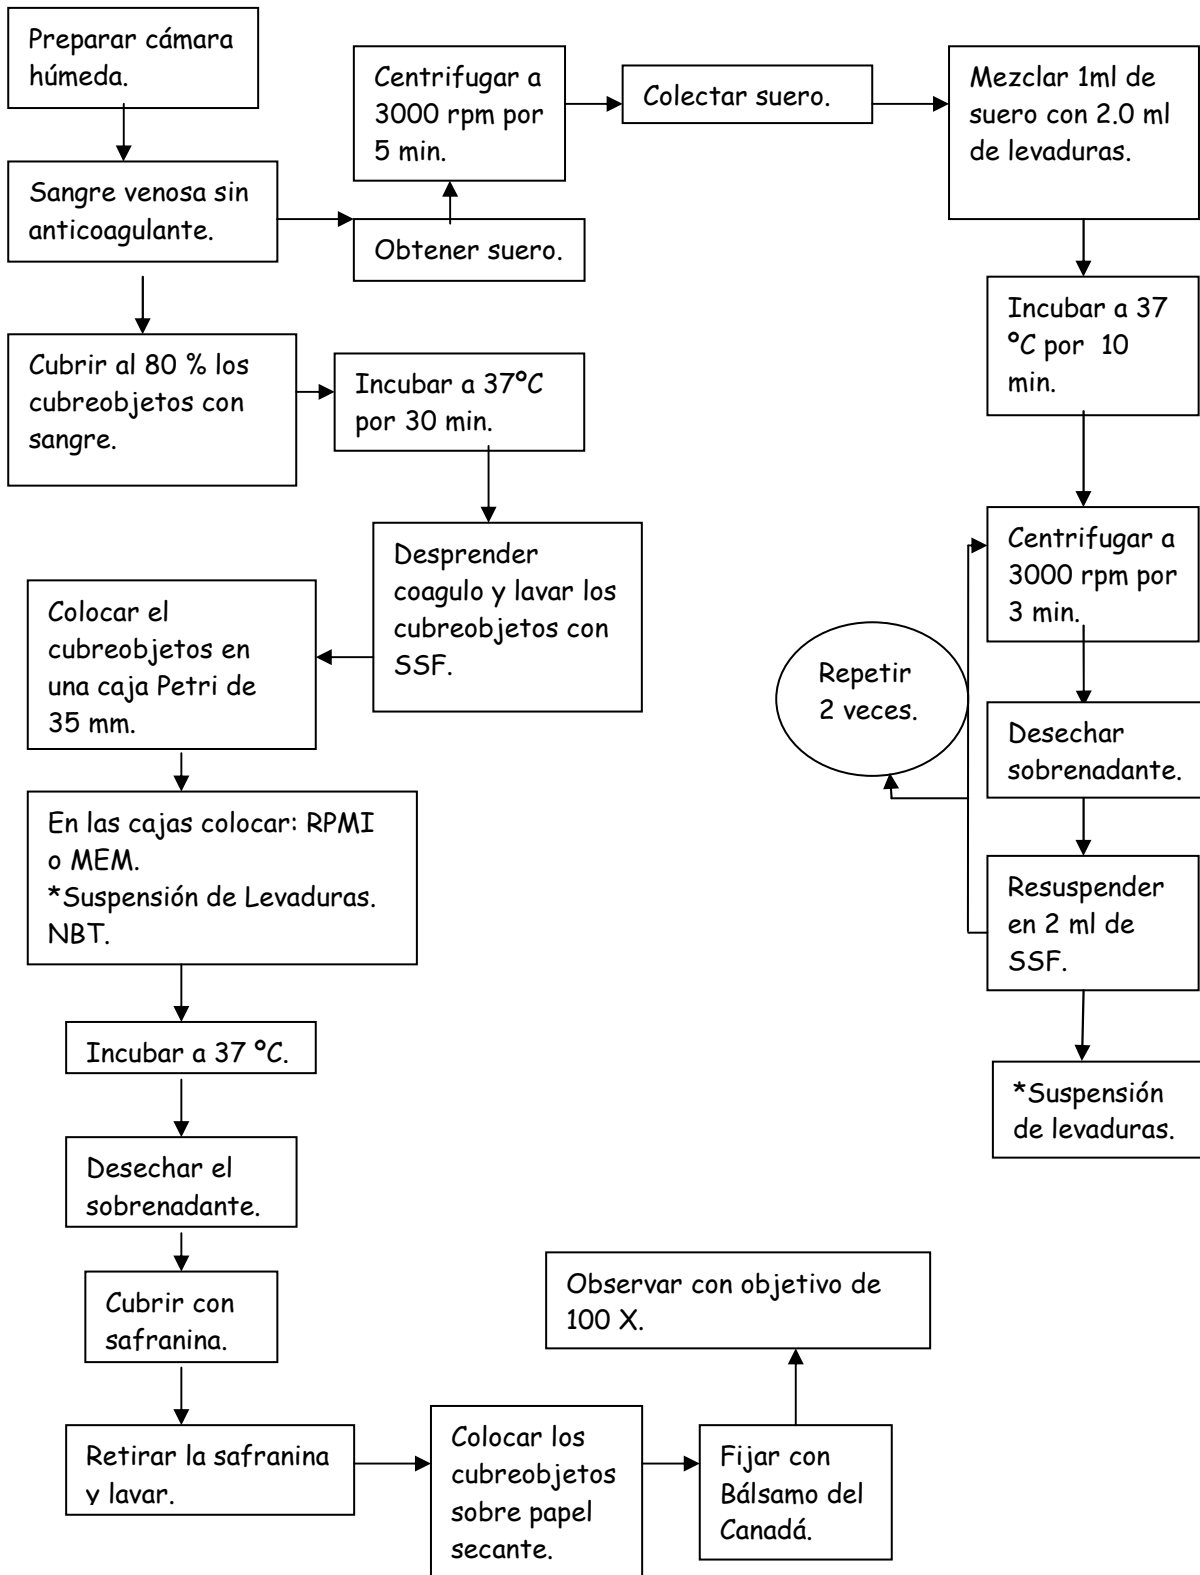 Preparar cámara
húmeda.
Sangre venosa sin
anticoagulante.
Obtener suero.
Centrifugar a
3000 rpm por
5 min.
Colectar suero.
Mezclar 1ml de
suero con 2.0 ml
de levaduras.
Incubar a 37
ºC por 10
min.
Centrifugar a
3000 rpm por
3 min.
Desechar
sobrenadante.
Resuspender
en 2 ml de
SSF.
Repetir
2 veces.
*Suspensión
de levaduras.
Cubrir al 80 % los
cubreobjetos con
sangre.
Incubar a 37ºC
por 30 min.
Desprender
coagulo y lavar los
cubreobjetos con
SSF.
Colocar el
cubreobjetos en
una caja Petri de
35 mm.
En las cajas colocar: RPMI
o MEM.
*Suspensión de Levaduras.
NBT.
Incubar a 37 ºC.
Desechar el
sobrenadante.
Cubrir con
safranina.
Retirar la safranina
y lavar.
Colocar los
cubreobjetos
sobre papel
secante.
Fijar con
Bálsamo del
Canadá.
Observar con objetivo de
100 X.